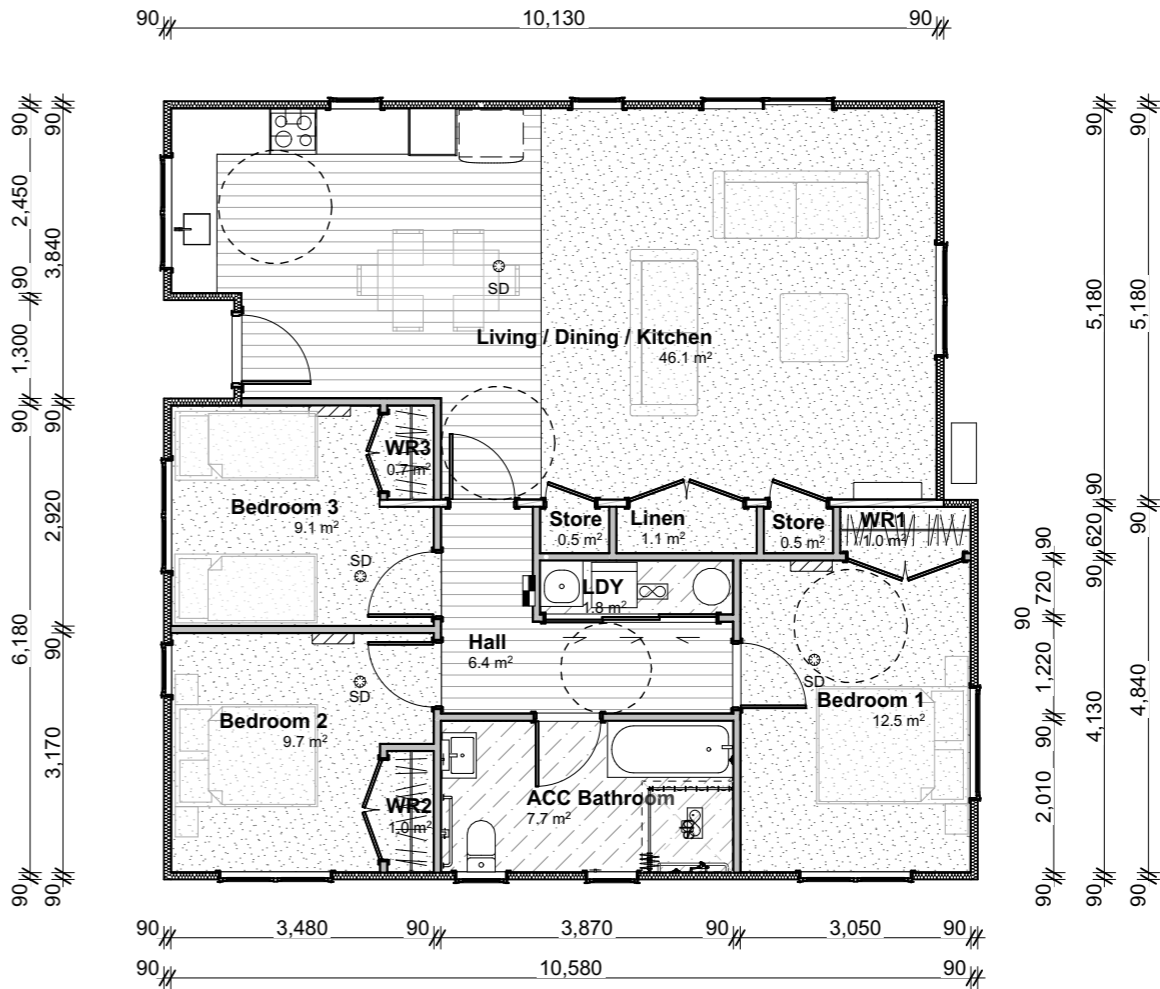 90 10,130 90
90 90 90 90
2,450 3,840 5,180 5,180
SD
90
Living / Dining / Kitchen
46.1 m²
1,300
90 90
WR3
0.7 m²
Bedroom 3
9.1 m²
2,920
Store
0.5 m²
Linen
1.1 m²
Store
0.5 m²
WR1
1.0 m²
90 620 90
90 90
SD
LDY
1.8 m²
720
90
6,180 90
Hall
6.4 m²
SD
SD
1,220 4,130 4,840
Bedroom 2
9.7 m²
Bedroom 1
12.5 m²
90
3,170
WR2
1.0 m²
ACC Bathroom
7.7 m²
2,010
90 90 90 90 90
90 3,480 90 3,870 90 3,050 90
90 10,580 90